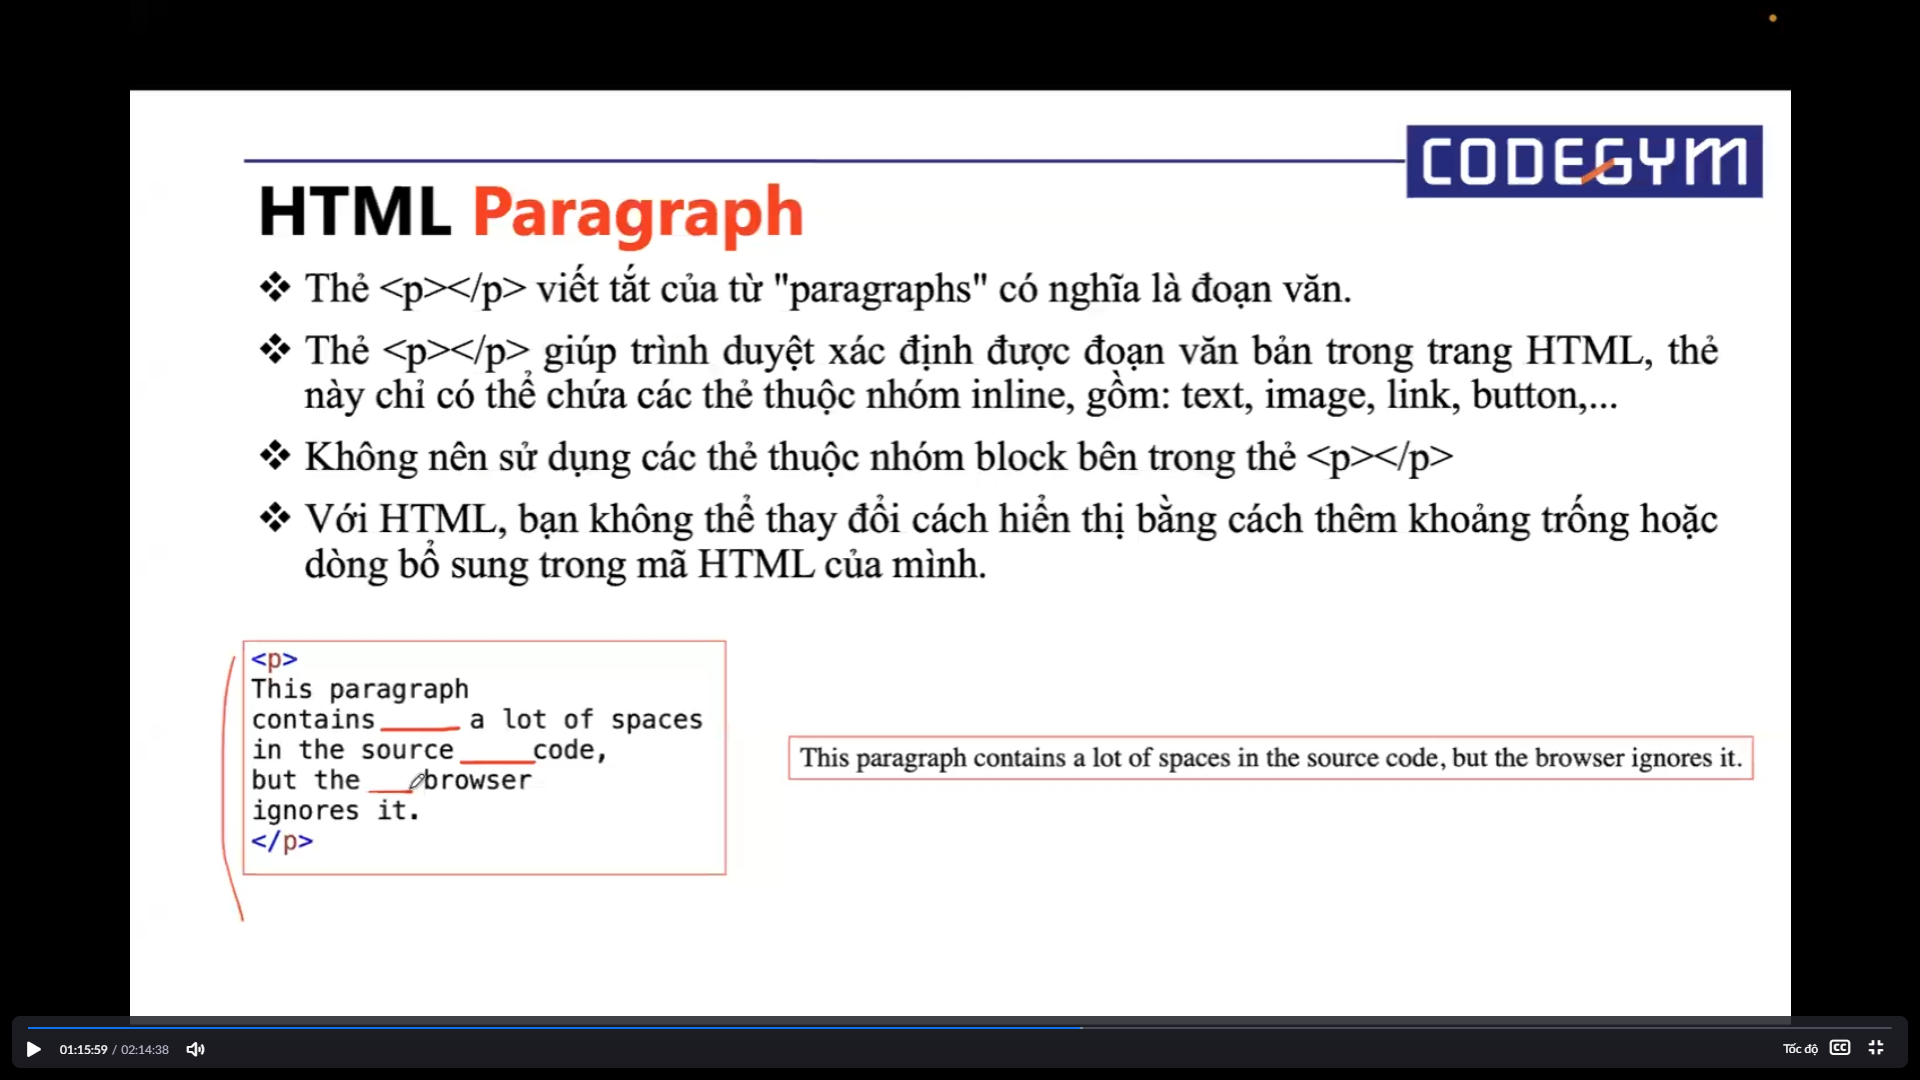 CODEGYM
HTML Paragraph
❖ Thẻ <p></p> viết tắt của từ "paragraphs" có nghĩa là đoạn văn.
❖ Thẻ <p></p> giúp trình duyệt xác định được đoạn văn bản trong trang HTML, thẻ
này chỉ có thể chứa các thẻ thuộc nhóm inline, gồm: text, image, link, button,...
❖ Không nên sử dụng các thẻ thuộc nhóm block bên trong thẻ <p></p>
❖ Với HTML, bạn không thể thay đổi cách hiển thị bằng cách thêm khoảng trống hoặc
dòng bổ sung trong mã HTML của mình.
<p>
This paragraph
contains a lot of spaces
in the source code,
but the browser
ignores it.
</p>
This paragraph contains a lot of spaces in the source code, but the browser ignores it.
01:15:59 / 02:14:38
Tốc độ
CC